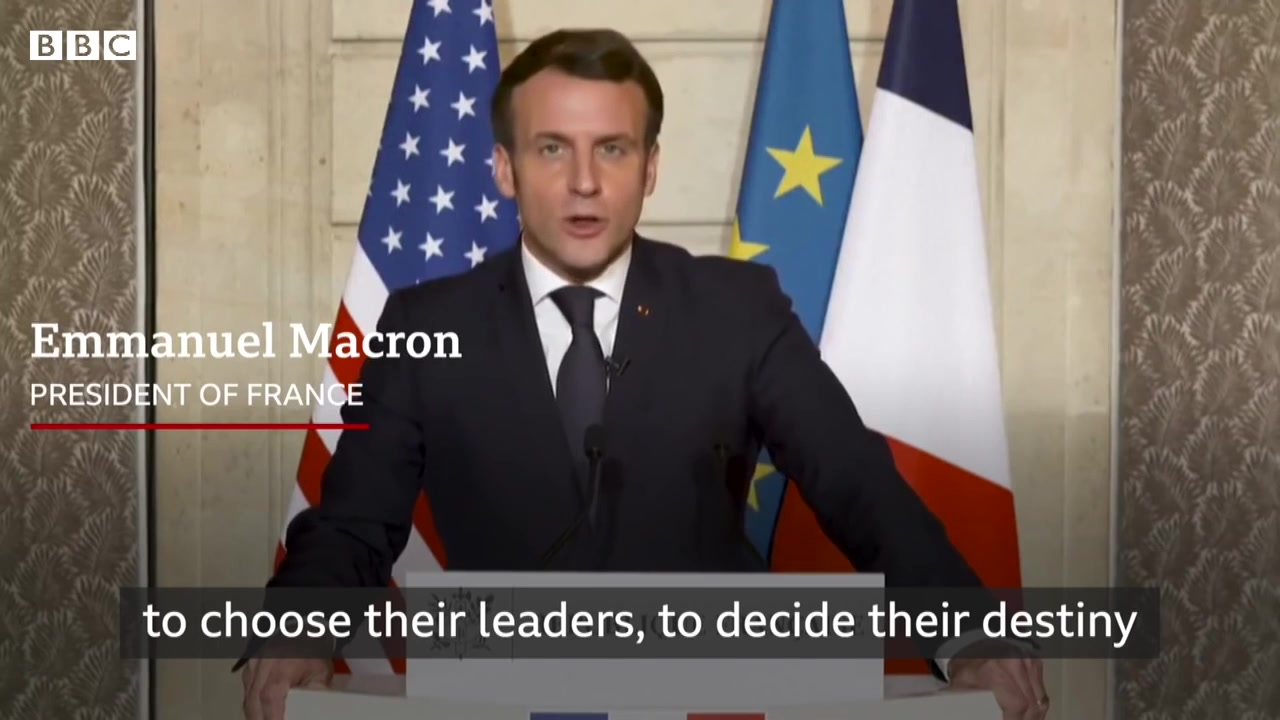 BBC
Emmanuel Macron
PRESIDENT OF FRANCE
to choose their leaders, to decide their destiny